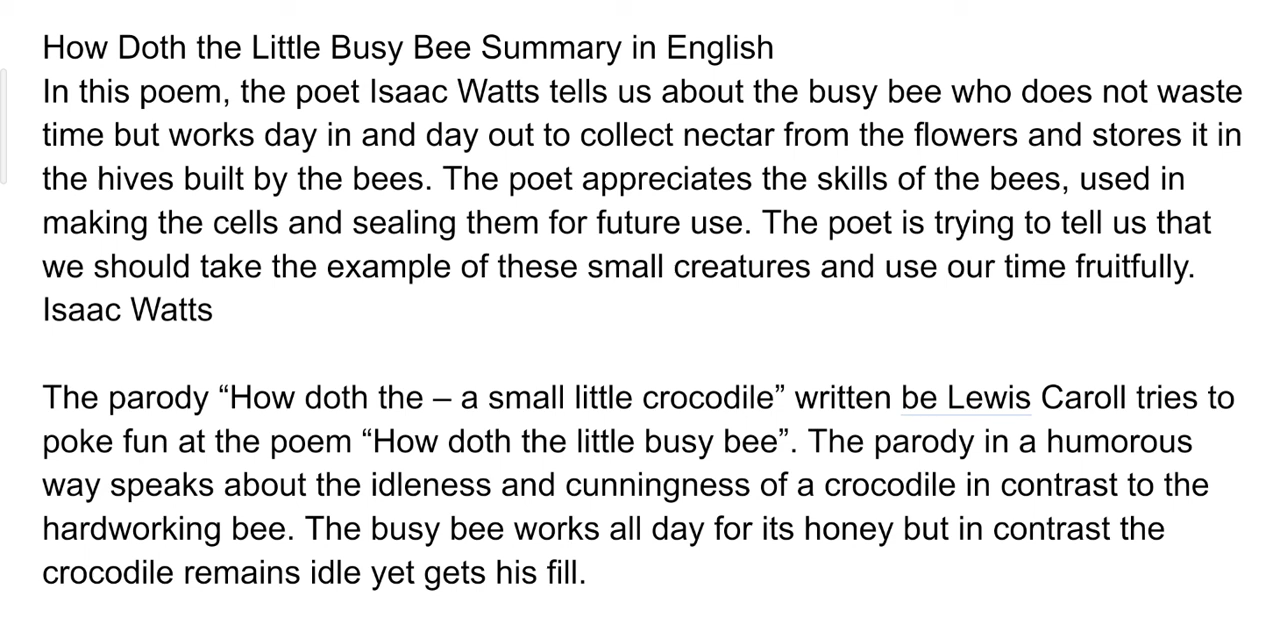 How Doth the Little Busy Bee Summary in English
In this poem, the poet Isaac Watts tells us about the busy bee who does not waste
time but works day in and day out to collect nectar from the flowers and stores it in
the hives built by the bees. The poet appreciates the skills of the bees, used in
making the cells and sealing them for future use. The poet is trying to tell us that
we should take the example of these small creatures and use our time fruitfully.
Isaac Watts
The parody “How doth the – a small little crocodile” written be Lewis Caroll tries to
poke fun at the poem “How doth the little busy bee”. The parody in a humorous
way speaks about the idleness and cunningness of a crocodile in contrast to the
hardworking bee. The busy bee works all day for its honey but in contrast the
crocodile remains idle yet gets his fill.